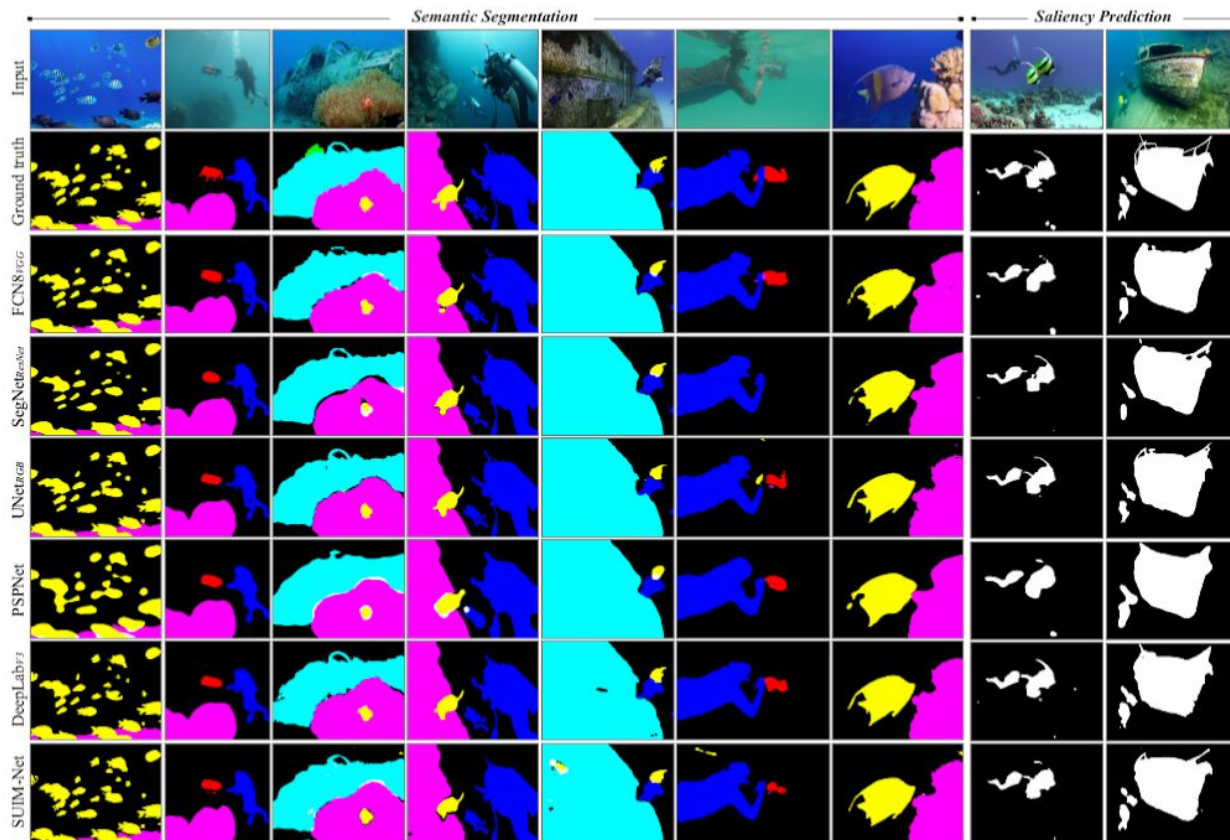 Semantic Segmentation
Saliency Prediction
Input
Ground truth
FCN8VGG
SegNetResNet
UNetRGB
PSPNet
DeepLabV3
SUIM-Net